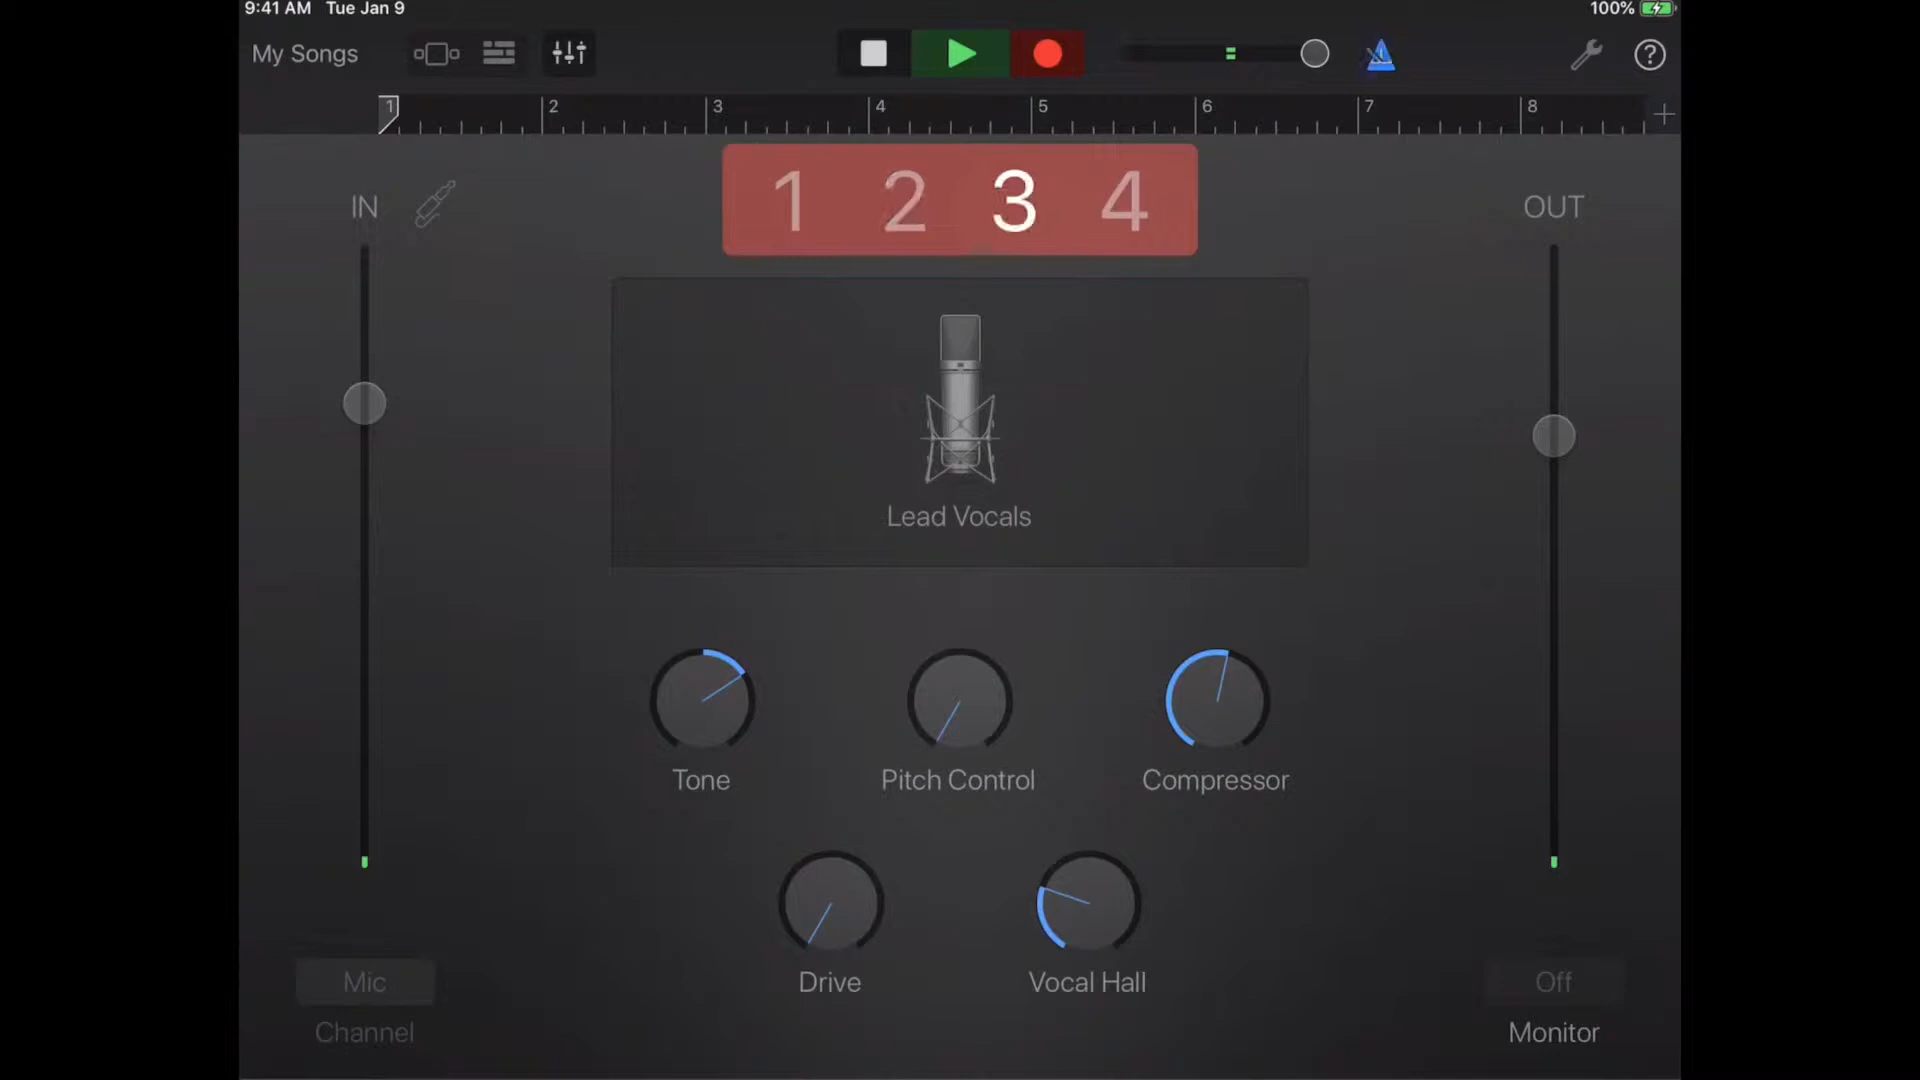 9:41 AM Tue Jan 9 100%
My Songs
1 2 3 4 5 6 7 8
1 2 3 4
IN OUT
Lead Vocals
Tone Pitch Control Compressor
Drive Vocal Hall
Mic Off
Channel Monitor